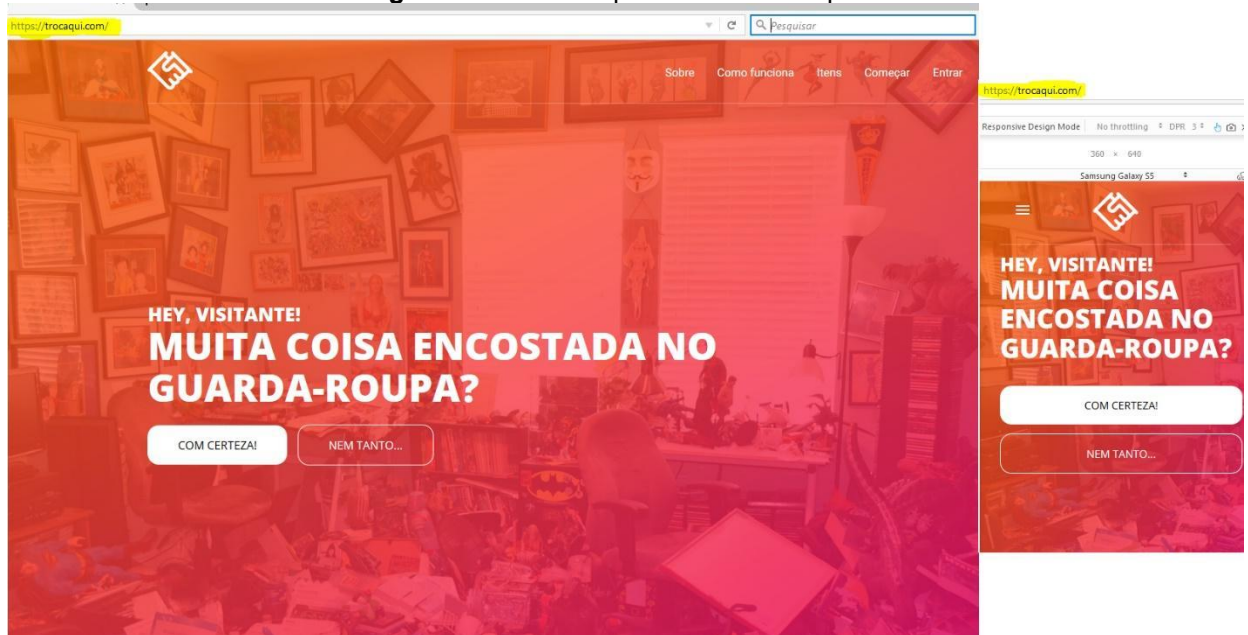 https://trocaqui.com/
Pesquisar
Sobre Como funciona Itens Começar Entrar
HEY, VISITANTE!
MUITA COISA ENCOSTADA NO
GUARDA-ROUPA?
COM CERTEZA!
NEM TANTO...
https://trocaqui.com/
Responsive Design Mode No throttling DPR 3
360 × 640
Samsung Galaxy S5
HEY, VISITANTE!
MUITA COISA
ENCOSTADA NO
GUARDA-ROUPA?
COM CERTEZA!
NEM TANTO...